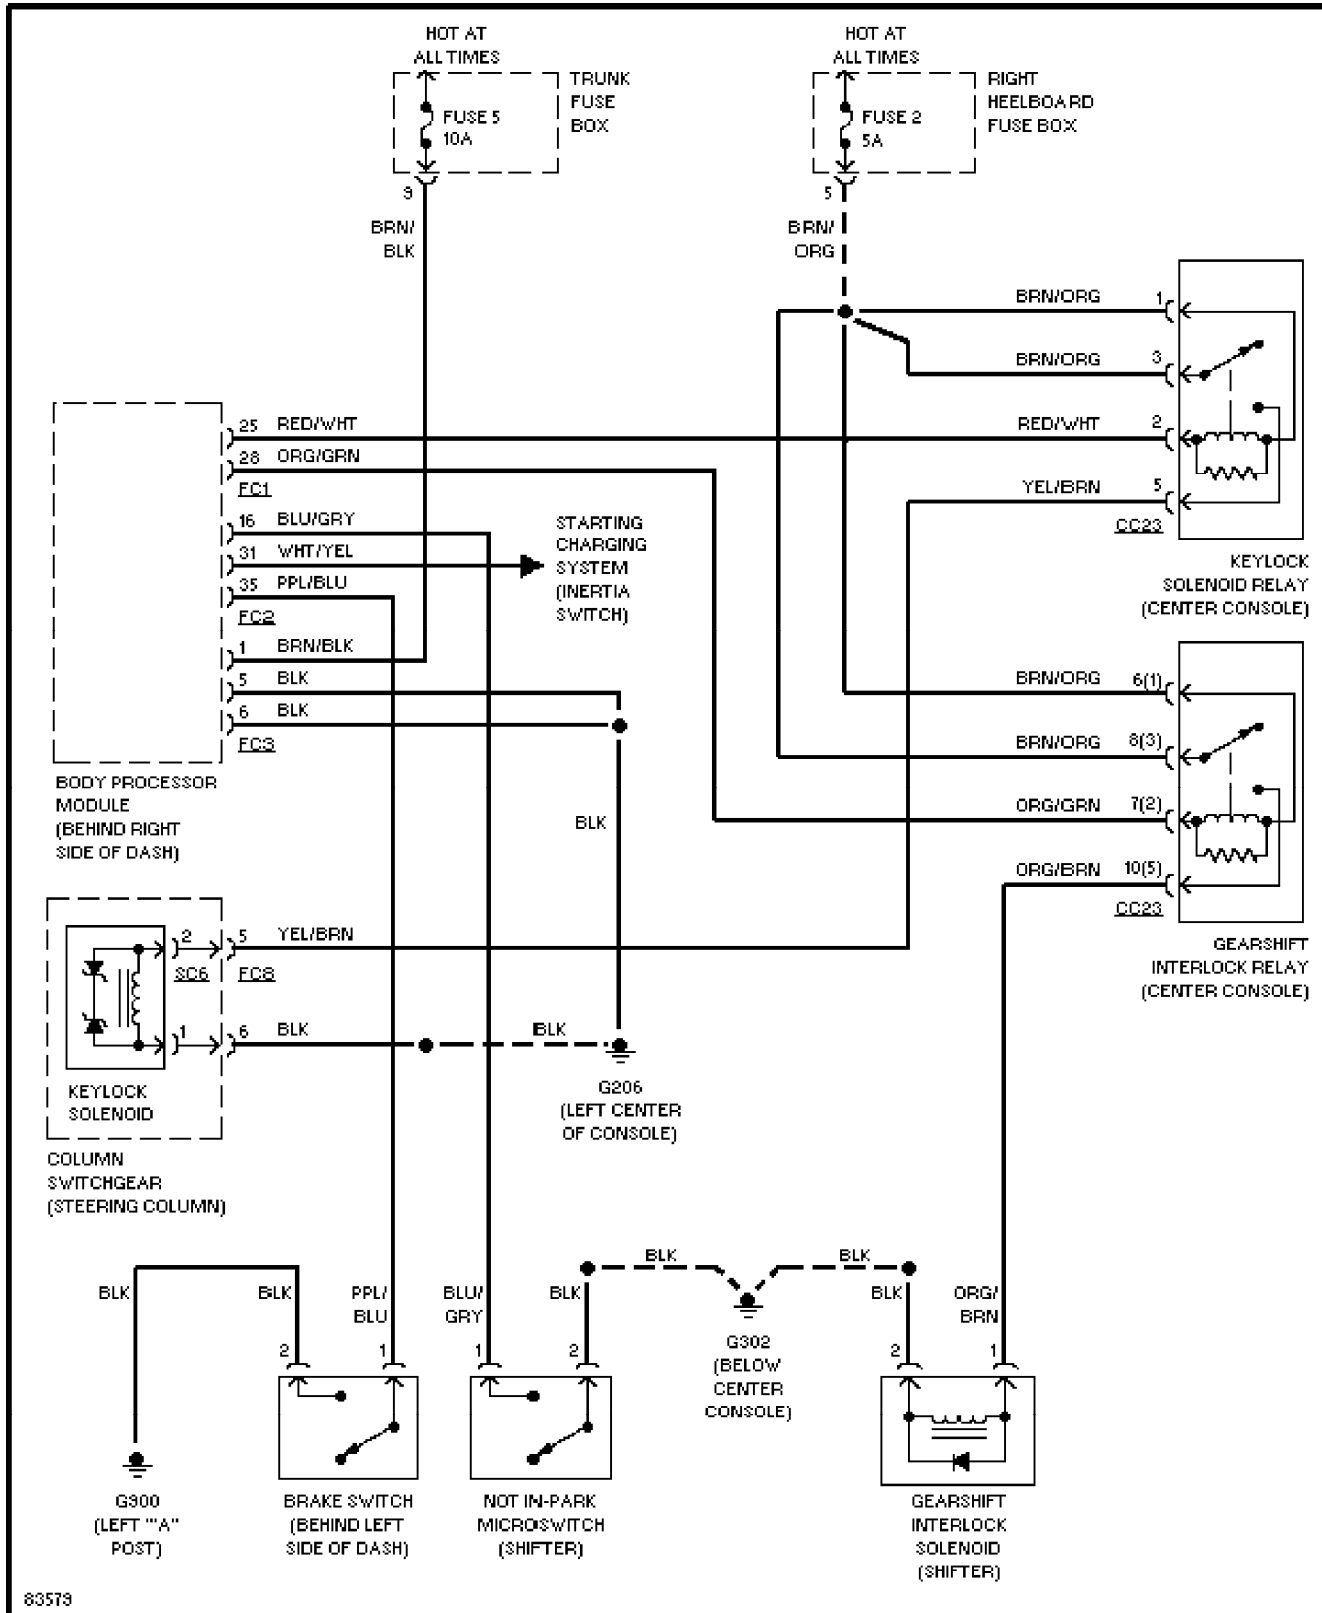 HOT AT
ALL TIMES
TRUNK
FUSE
BOX
FUSE 5
10A
9
BRN/
BLK
HOT AT
ALL TIMES
RIGHT
HEELBOARD
FUSE BOX
FUSE 2
5A
5
BRN/
ORG
BRN/ORG 1
BRN/ORG 3
RED/WHT 2
YEL/BRN 5
CC23
KEYLOCK
SOLENOID RELAY
(CENTER CONSOLE)
25 RED/WHT
28 ORG/GRN
FC1
16 BLU/GRY
31 WHT/YEL
35 PPL/BLU
FC2
1 BRN/BLK
5 BLK
6 BLK
FC3
STARTING
CHARGING
SYSTEM
(INERTIA
SWITCH)
BODY PROCESSOR
MODULE
(BEHIND RIGHT
SIDE OF DASH)
BLK
BRN/ORG 6(1)
BRN/ORG 8(3)
ORG/GRN 7(2)
ORG/BRN 10(5)
CC23
GEARSHIFT
INTERLOCK RELAY
(CENTER CONSOLE)
2 5 YEL/BRN
SC6 FC8
1 6 BLK
BLK
KEYLOCK
SOLENOID
COLUMN
SWITCHGEAR
(STEERING COLUMN)
G206
(LEFT CENTER
OF CONSOLE)
BLK
BLK
PPL/
BLU
BLU/
GRY
BLK
BLK
BLK
BLK
ORG/
BRN
2 1 1 2 2 1
G302
(BELOW
CENTER
CONSOLE)
G900
(LEFT "'A"
POST)
BRAKE SWITCH
(BEHIND LEFT
SIDE OF DASH)
NOT IN-PARK
MICROSWITCH
(SHIFTER)
GEARSHIFT
INTERLOCK
SOLENOID
(SHIFTER)
83579